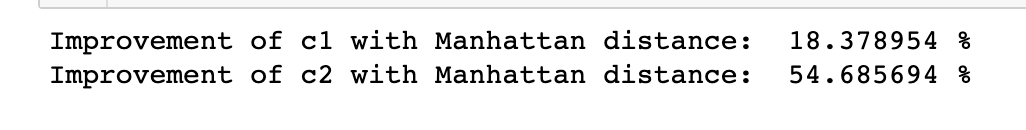 Improvement of c1 with Manhattan distance:  18.378954 %
Improvement of c2 with Manhattan distance:  54.685694 %